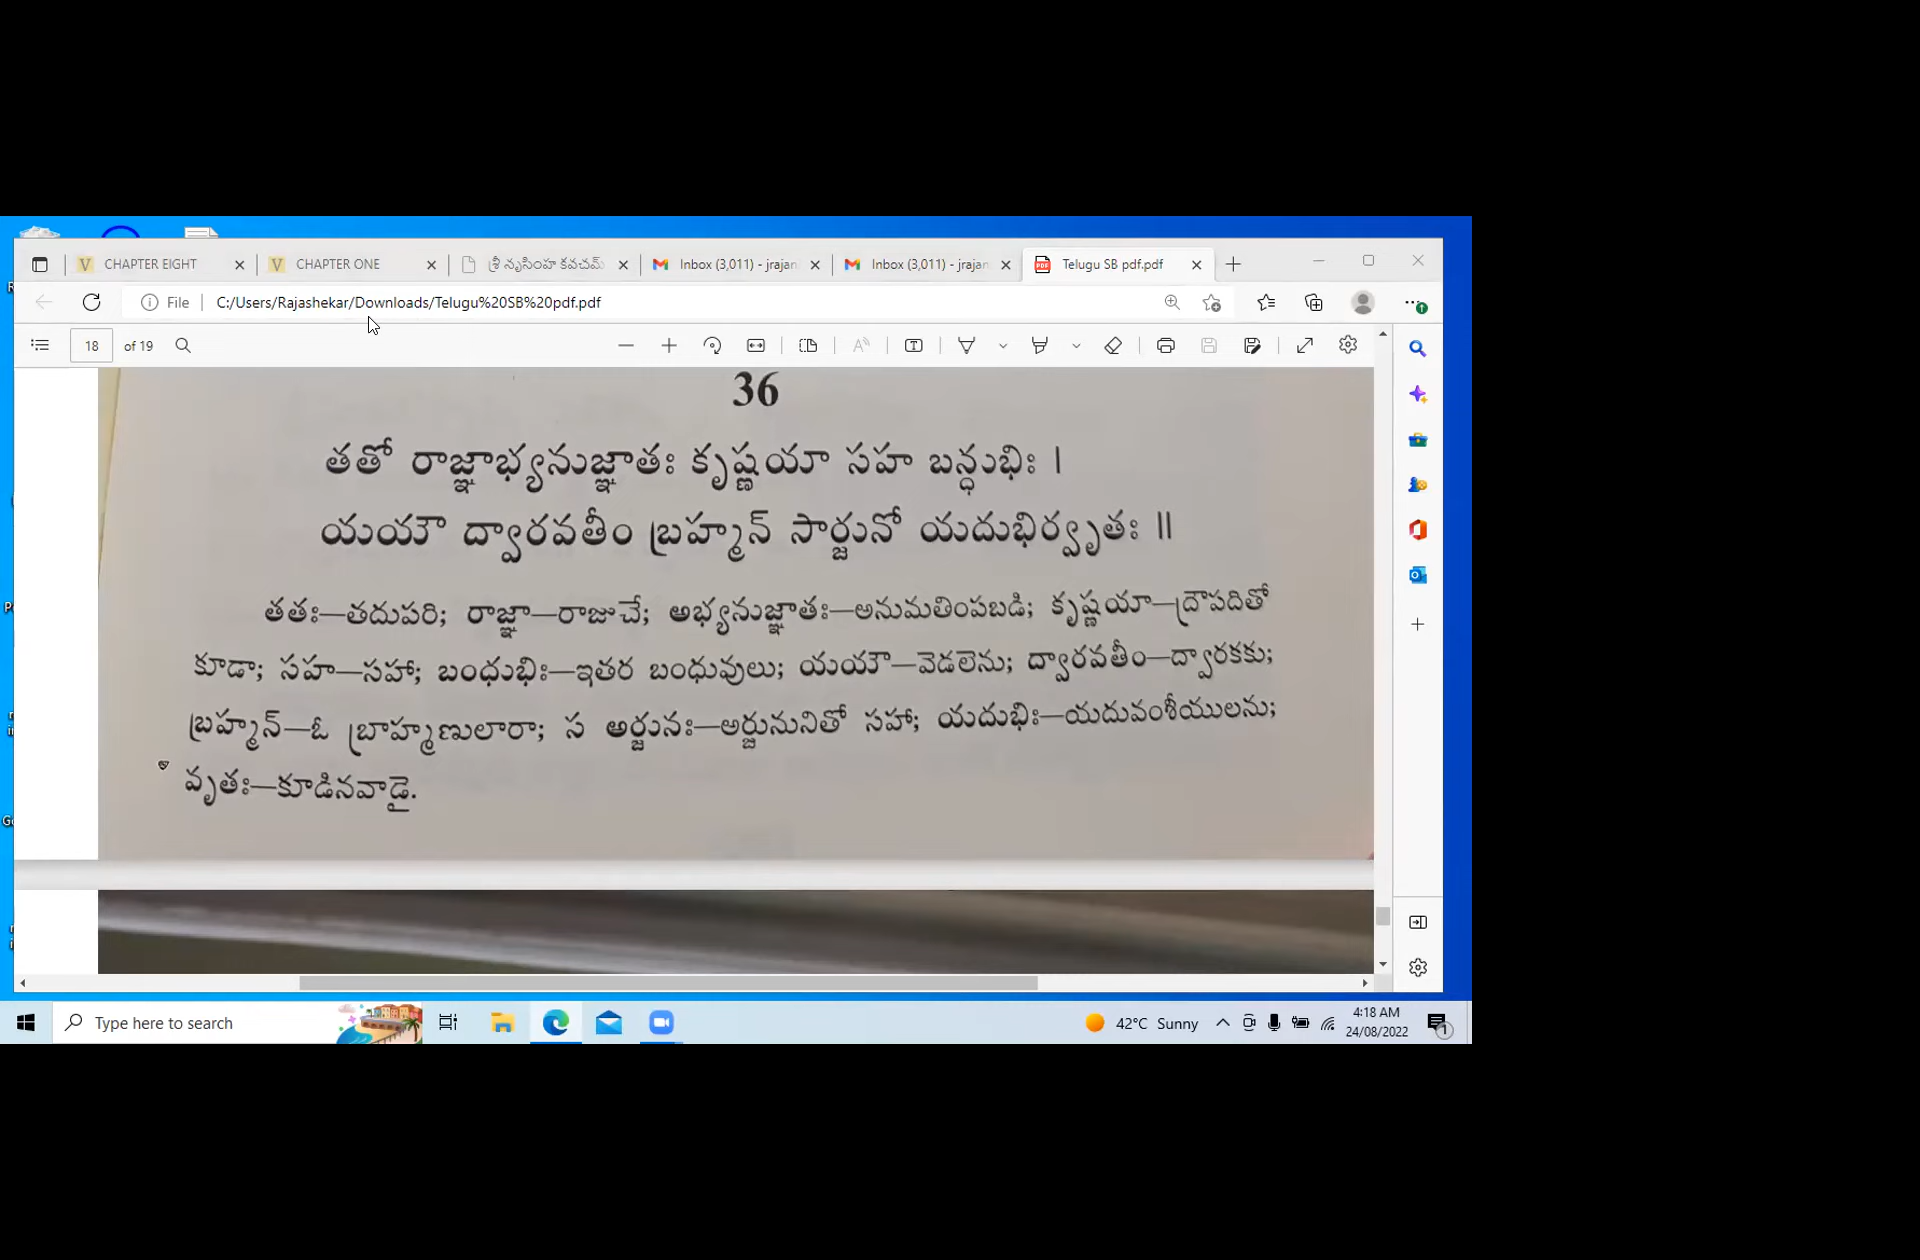 CHAPTER EIGHT
CHAPTER ONE
శ్రీ నృసింహ కవచమ్
Inbox (3,011) - jrajan
Inbox (3,011) - jrajan
Telugu SB pdf.pdf
File
C:/Users/Rajashekar/Downloads/Telugu%20SB%20pdf.pdf
18 of 19
36
తతో రాజ్ఞాభ్యనుజ్ఞాతః కృష్ణయా సహ బన్ధుభిః ।
యయౌ ద్వారవతీం బ్రహ్మన్ సార్జునో యదుభిర్వృతః ॥
తతః—తదుపరి; రాజ్ఞా—రాజుచే; అభ్యనుజ్ఞాతః—అనుమతింపబడి; కృష్ణయా—ద్రౌపదితో
కూడా; సహ—సహా; బంధుభిః—ఇతర బంధువులు; యయౌ—వెడలెను; ద్వారవతీం—ద్వారకకు;
బ్రహ్మన్—ఓ బ్రాహ్మణులారా; స అర్జునః—అర్జునునితో సహా; యదుభిః—యదువంశీయులను;
వృతః—కూడినవాడై.
Type here to search
42°C Sunny
4:18 AM
24/08/2022
1